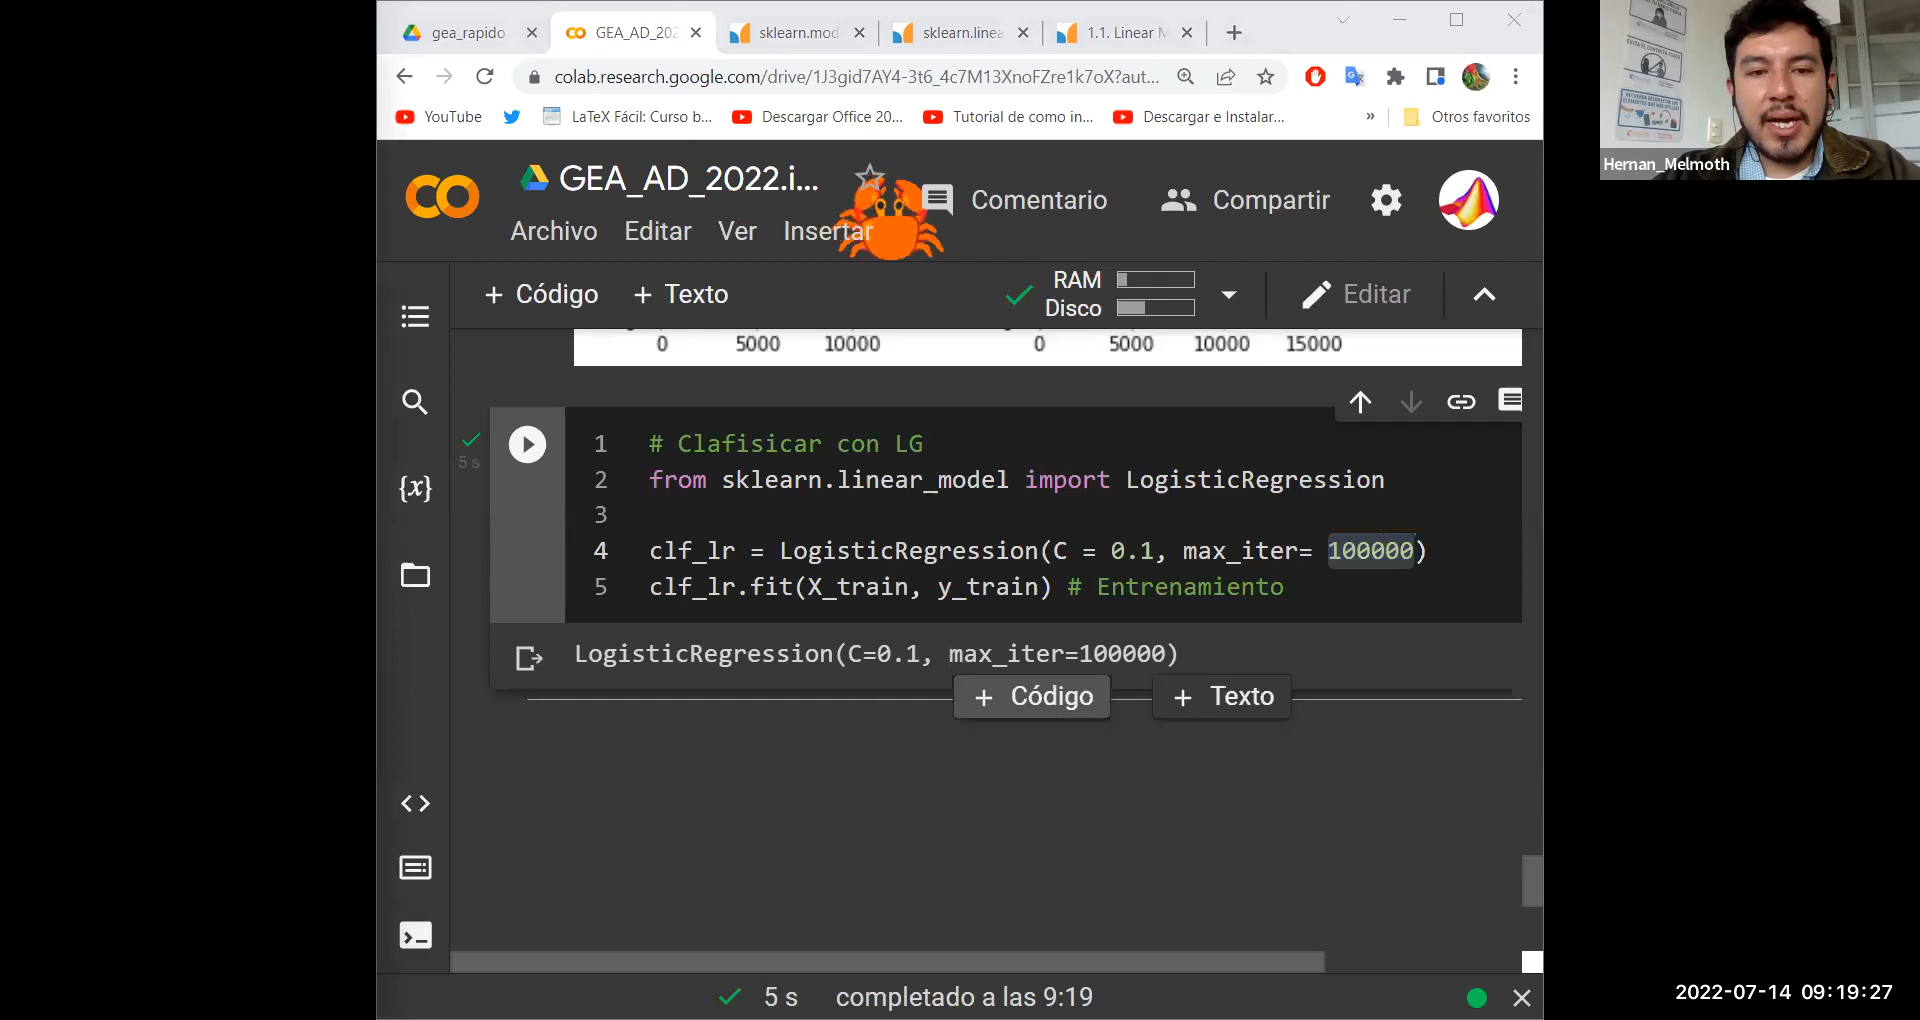 gea_rapido
GEA_AD_202
sklearn.mod
sklearn.linea
1.1. Linear M
colab.research.google.com/drive/1J3gid7AY4-3t6_4c7M13XnoFZre1k7oX?aut...
YouTube
LaTeX Fácil: Curso b...
Descargar Office 20...
Tutorial de como in...
Descargar e Instalar...
»
Otros favoritos
Hernan_Melmoth
GEA_AD_2022.i...
Comentario
Compartir
Archivo Editar Ver Insertar
+ Código + Texto
RAM
Disco
Editar
0 5000 10000 0 5000 10000 15000
5 s
1 # Clafisicar con LG
2 from sklearn.linear_model import LogisticRegression
3
4 clf_lr = LogisticRegression(C = 0.1, max_iter= 100000)
5 clf_lr.fit(X_train, y_train) # Entrenamiento
{x}
LogisticRegression(C=0.1, max_iter=100000)
+ Código + Texto
5 s completado a las 9:19
2022-07-14 09:19:27